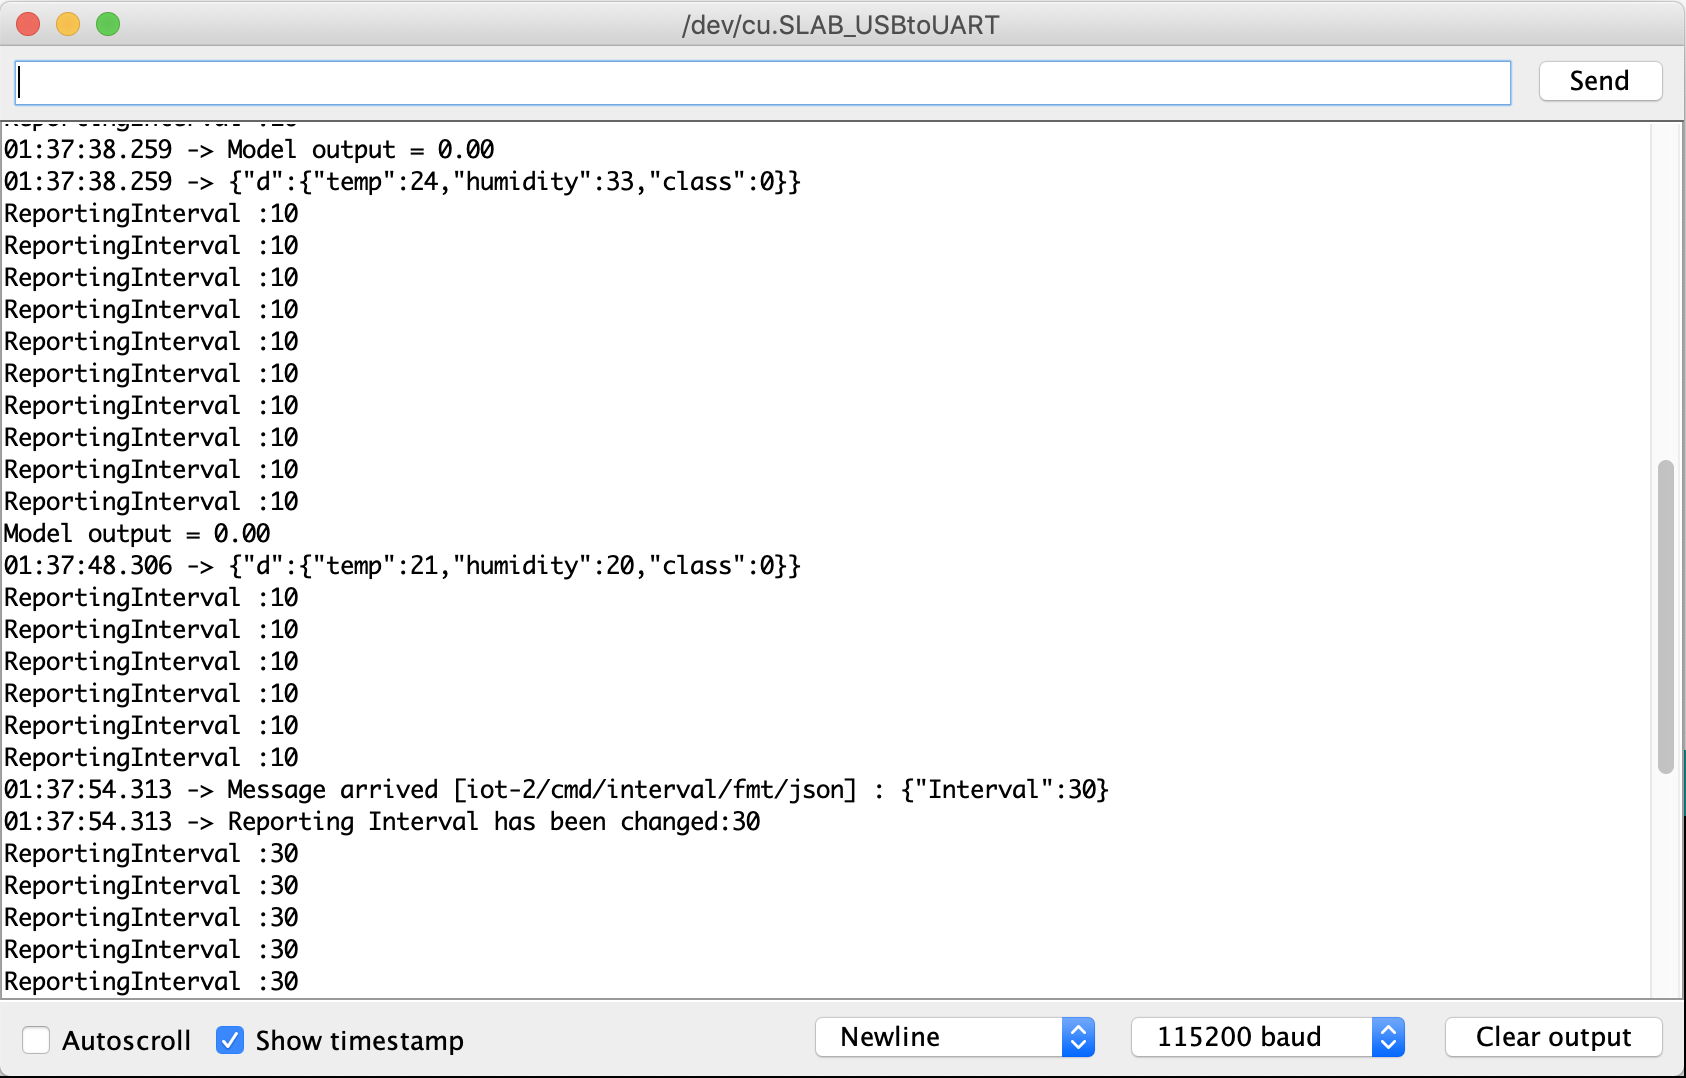 /dev/cu.SLAB_USBtoUART
Send
01:37:38.259 -> Model output = 0.00
01:37:38.259 -> {"d":{"temp":24,"humidity":33,"class":0}}
ReportingInterval :10
ReportingInterval :10
ReportingInterval :10
ReportingInterval :10
ReportingInterval :10
ReportingInterval :10
ReportingInterval :10
ReportingInterval :10
ReportingInterval :10
ReportingInterval :10
Model output = 0.00
01:37:48.306 -> {"d":{"temp":21,"humidity":20,"class":0}}
ReportingInterval :10
ReportingInterval :10
ReportingInterval :10
ReportingInterval :10
ReportingInterval :10
ReportingInterval :10
01:37:54.313 -> Message arrived [iot-2/cmd/interval/fmt/json] : {"Interval":30}
01:37:54.313 -> Reporting Interval has been changed:30
ReportingInterval :30
ReportingInterval :30
ReportingInterval :30
ReportingInterval :30
ReportingInterval :30
Autoscroll Show timestamp Newline 115200 baud Clear output